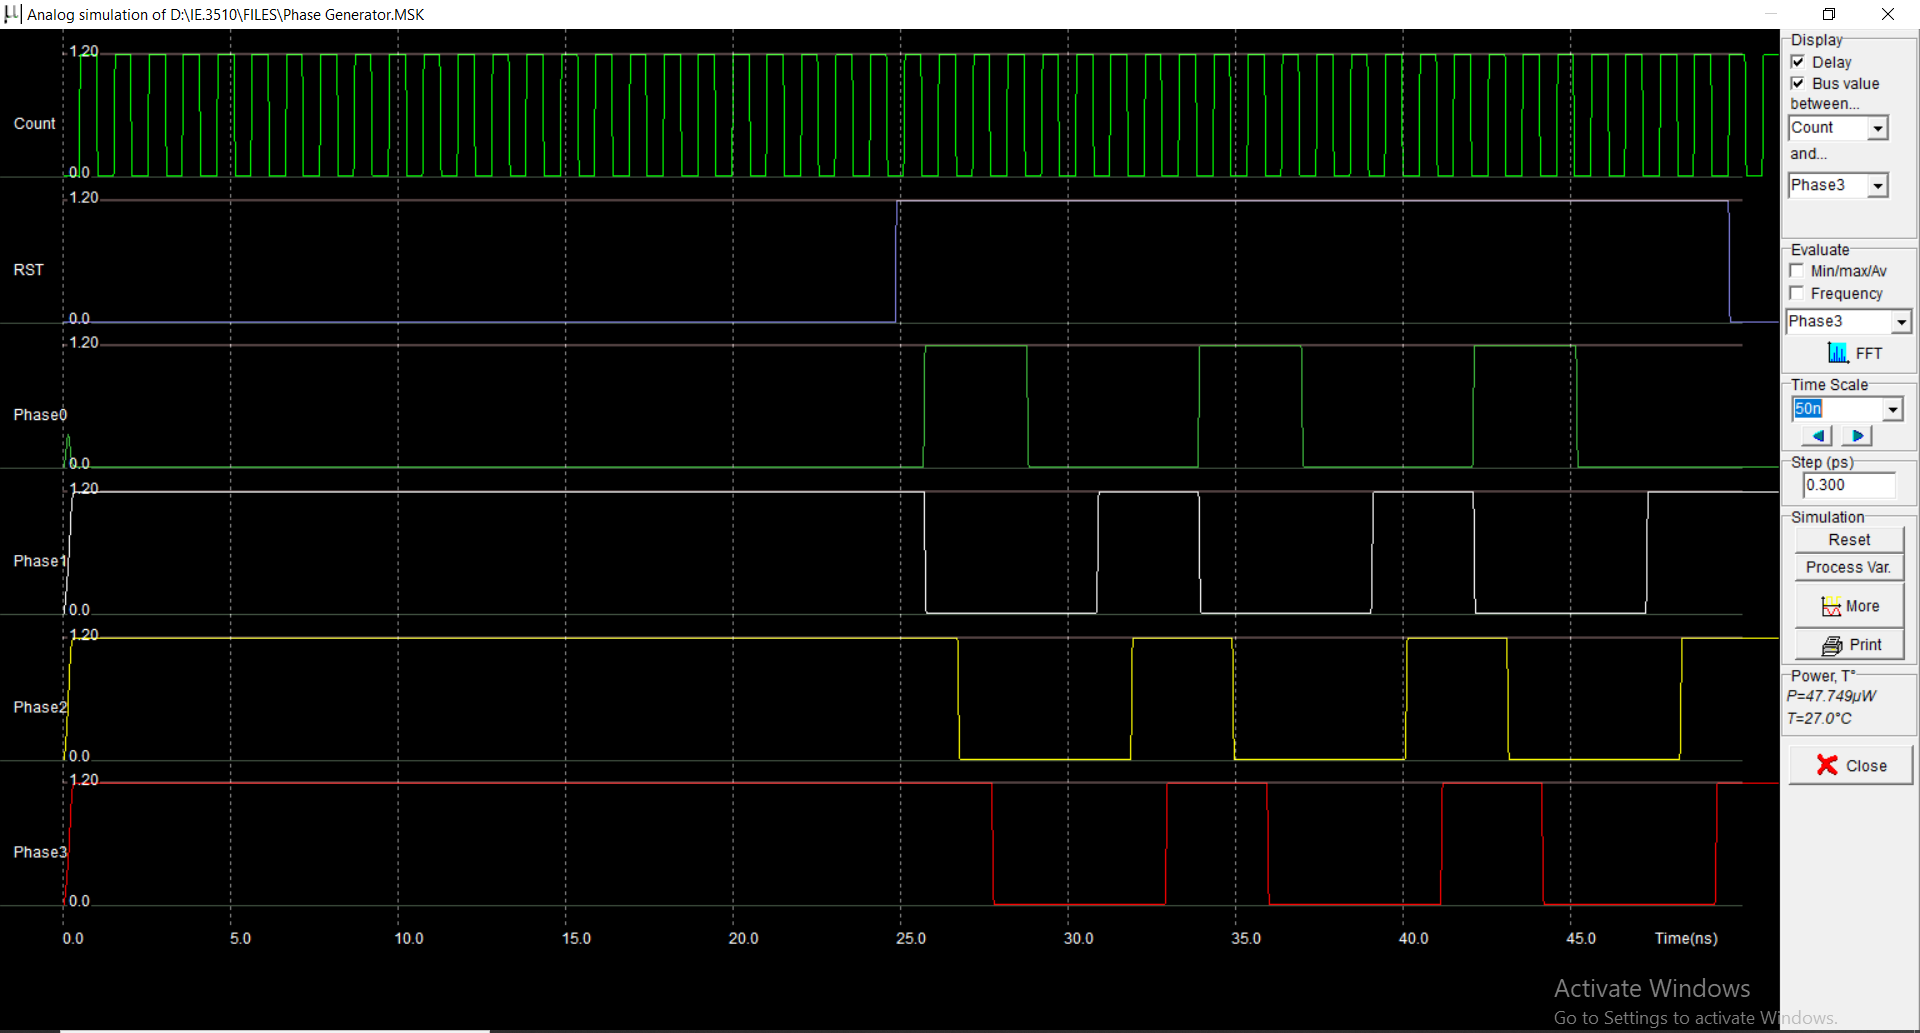 Analog simulation of D:\IE.3510\FILES\Phase Generator.MSK
1.20
Count
0.0
1.20
RST
0.0
1.20
Phase0
0.0
1.20
Phase1
0.0
1.20
Phase2
0.0
1.20
Phase3
0.0
0.0 5.0 10.0 15.0 20.0 25.0 30.0 35.0 40.0 45.0 Time(ns)
Display
Delay
Bus value
between...
Count
and...
Phase3
Evaluate
Min/max/Av
Frequency
Phase3
FFT
Time Scale
50n
Step (ps)
0.300
Simulation
Reset
Process Var.
More
Print
Power, T°
P=47.749µW
T=27.0°C
Close
Activate Windows
Go to Settings to activate Windows.